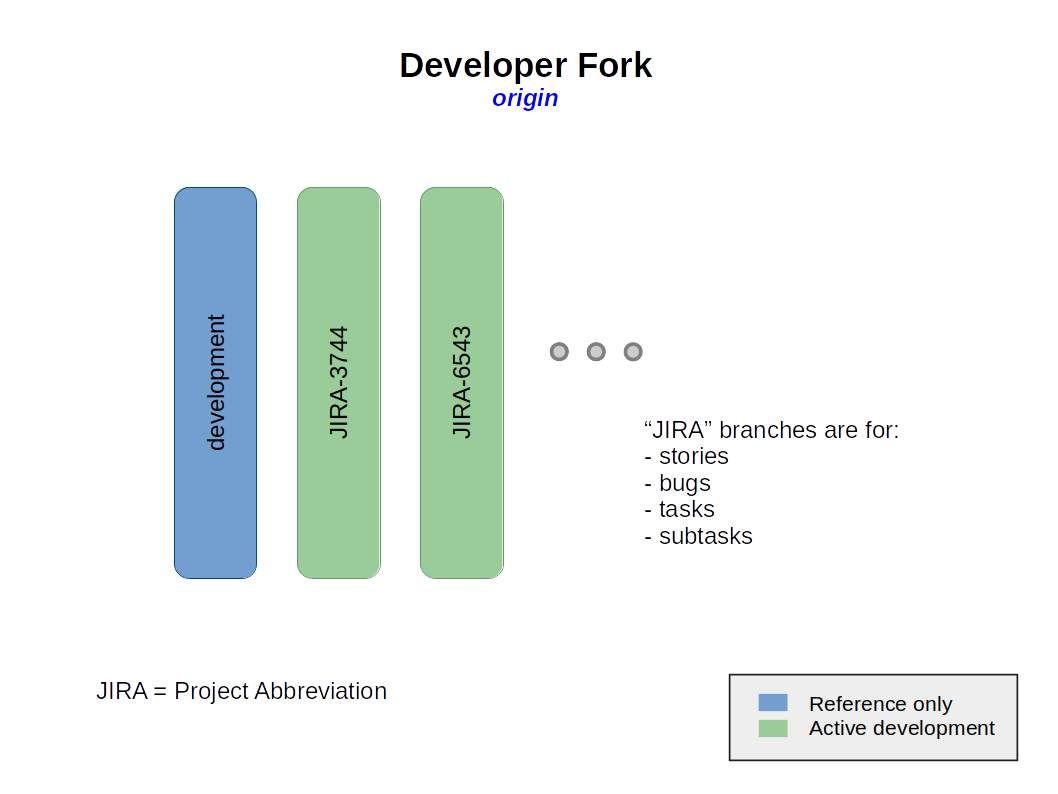 Developer Fork
origin
development
JIRA-3744
JIRA-6543
“JIRA” branches are for:
- stories
- bugs
- tasks
- subtasks
JIRA = Project Abbreviation
Reference only
Active development